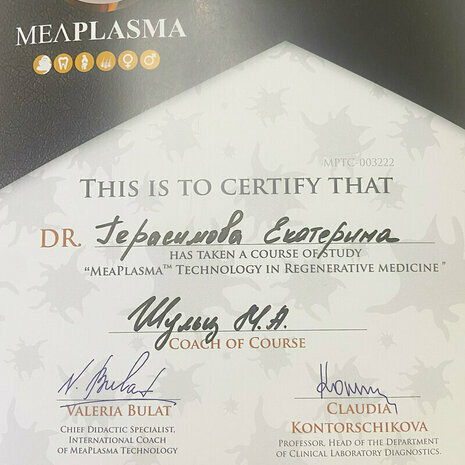 MEΛPLASMA
MPTC-003222
THIS IS TO CERTIFY THAT
DR. Герасимова Екатерина
HAS TAKEN A COURSE OF STUDY
“MEAPLASMA™ TECHNOLOGY IN REGENERATIVE MEDICINE”
Шульц М.А.
COACH OF COURSE
V. Bulat
VALERIA BULAT
CHIEF DIDACTIC SPECIALIST,
INTERNATIONAL COACH
OF MEAPLASMA TECHNOLOGY
CLAUDIA
KONTORSCHIKOVA
PROFESSOR, HEAD OF THE DEPARTMENT
OF CLINICAL LABORATORY DIAGNOSTICS.